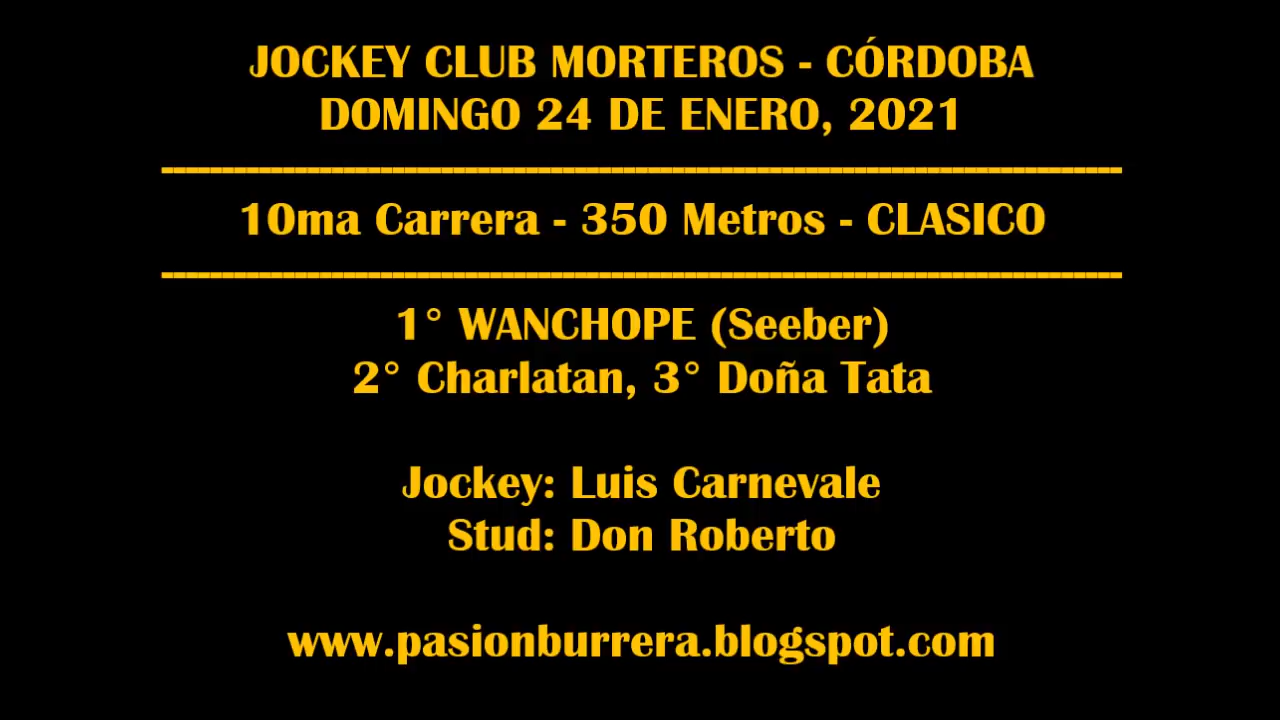 JOCKEY CLUB MORTEROS - CÓRDOBA
DOMINGO 24 DE ENERO, 2021
--------------------------------------------------------------------------------
10ma Carrera - 350 Metros - CLASICO
--------------------------------------------------------------------------------
1° WANCHOPE (Seeber)
2° Charlatan, 3° Doña Tata
Jockey: Luis Carnevale
Stud: Don Roberto
www.pasionburrera.blogspot.com